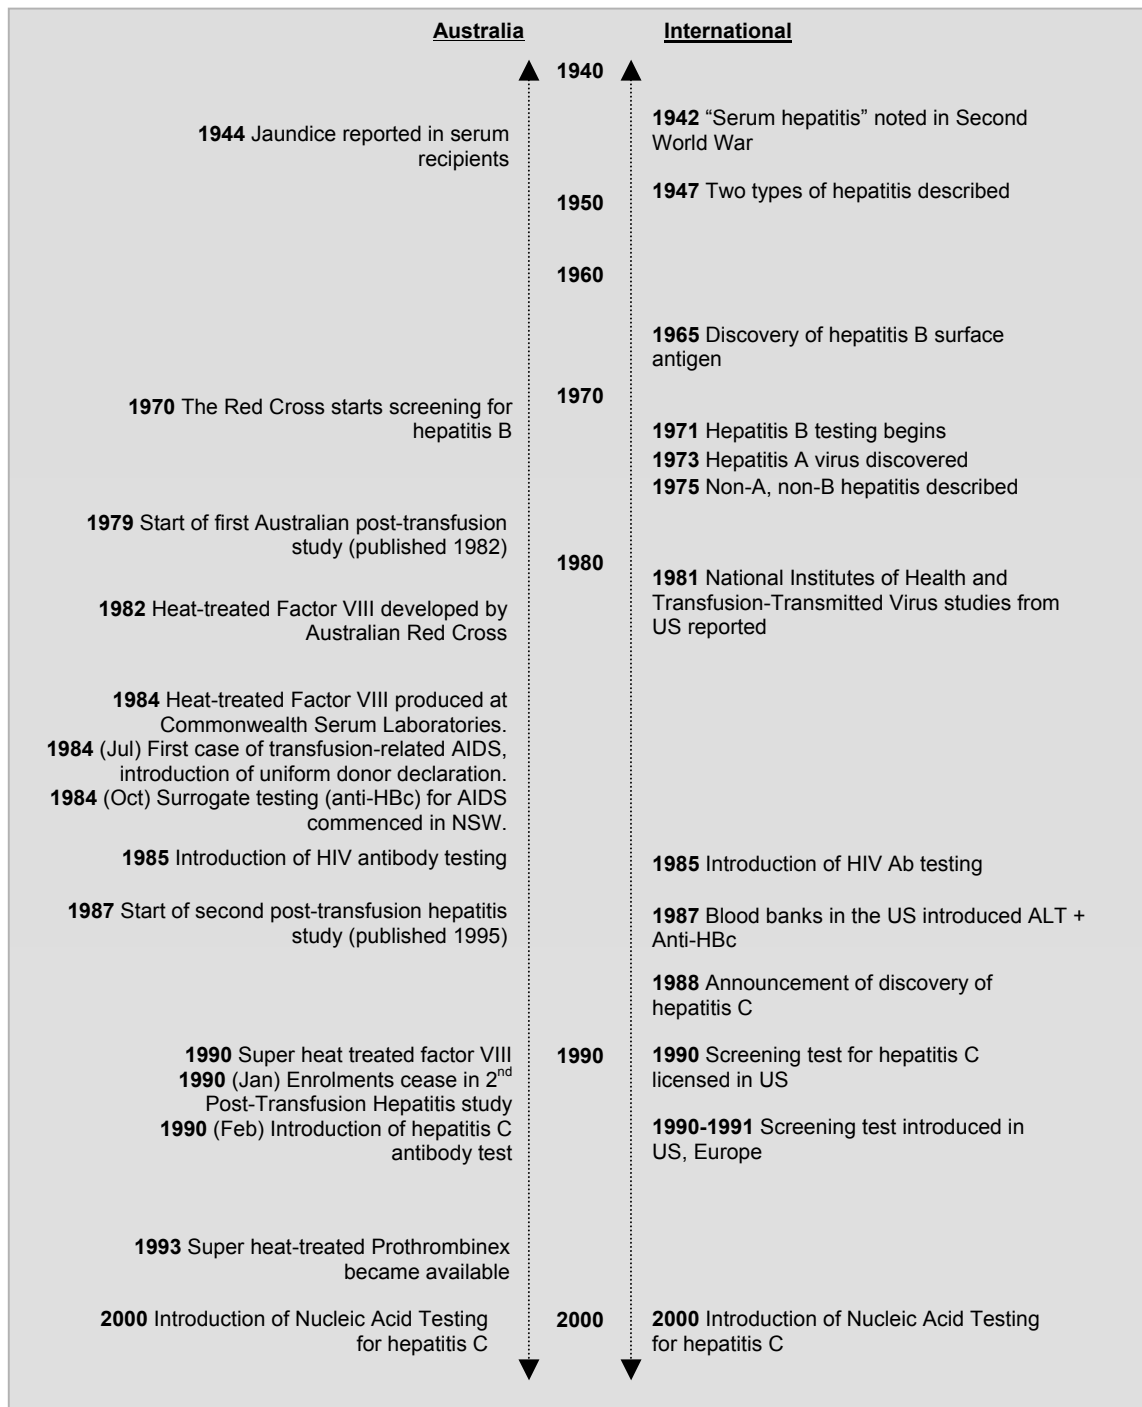 Australia
International
1940
1942 “Serum hepatitis” noted in Second
World War
1944 Jaundice reported in serum
recipients
1947 Two types of hepatitis described
1950
1960
1965 Discovery of hepatitis B surface
antigen
1970
1970 The Red Cross starts screening for
hepatitis B
1971 Hepatitis B testing begins
1973 Hepatitis A virus discovered
1975 Non-A, non-B hepatitis described
1979 Start of first Australian post-transfusion
study (published 1982)
1980
1981 National Institutes of Health and
Transfusion-Transmitted Virus studies from
US reported
1982 Heat-treated Factor VIII developed by
Australian Red Cross
1984 Heat-treated Factor VIII produced at
Commonwealth Serum Laboratories.
1984 (Jul) First case of transfusion-related AIDS,
introduction of uniform donor declaration.
1984 (Oct) Surrogate testing (anti-HBc) for AIDS
commenced in NSW.
1985 Introduction of HIV antibody testing
1985 Introduction of HIV Ab testing
1987 Start of second post-transfusion hepatitis
study (published 1995)
1987 Blood banks in the US introduced ALT +
Anti-HBc
1988 Announcement of discovery of
hepatitis C
1990 Super heat treated factor VIII
1990 (Jan) Enrolments cease in 2nd
Post-Transfusion Hepatitis study
1990 (Feb) Introduction of hepatitis C
antibody test
1990
1990 Screening test for hepatitis C
licensed in US
1990-1991 Screening test introduced in
US, Europe
1993 Super heat-treated Prothrombinex
became available
2000 Introduction of Nucleic Acid Testing
for hepatitis C
2000
2000 Introduction of Nucleic Acid Testing
for hepatitis C